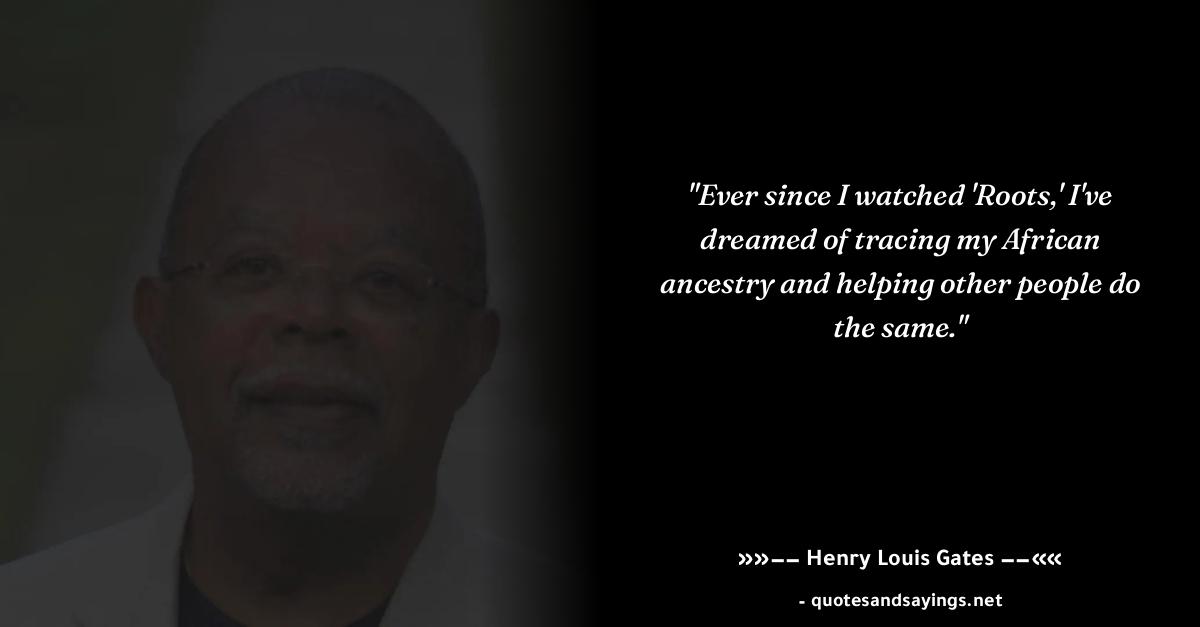 "Ever since I watched 'Roots,' I've
dreamed of tracing my African
ancestry and helping other people do
the same."
»»−− Henry Louis Gates −−««
- quotesandsayings.net